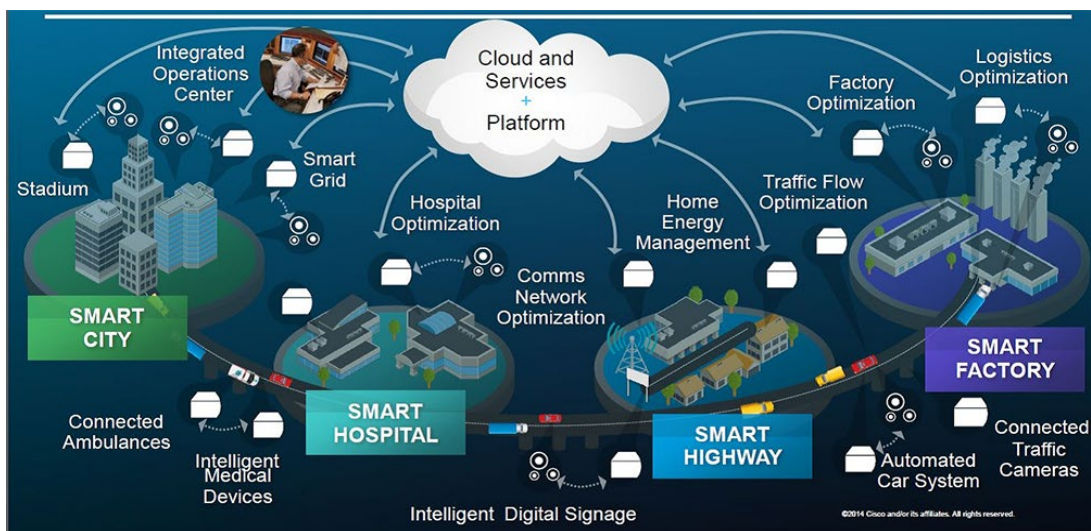 Integrated
Operations
Center
Cloud and
Services
+
Platform
Logistics
Optimization
Factory
Optimization
Stadium
Smart
Grid
Hospital
Optimization
Home
Energy
Management
Traffic Flow
Optimization
Comms
Network
Optimization
SMART
CITY
SMART
HOSPITAL
SMART
HIGHWAY
SMART
FACTORY
Connected
Ambulances
Intelligent
Medical
Devices
Intelligent Digital Signage
Automated
Car System
Connected
Traffic
Cameras
©2014 Cisco and/or its affiliates. All rights reserved.